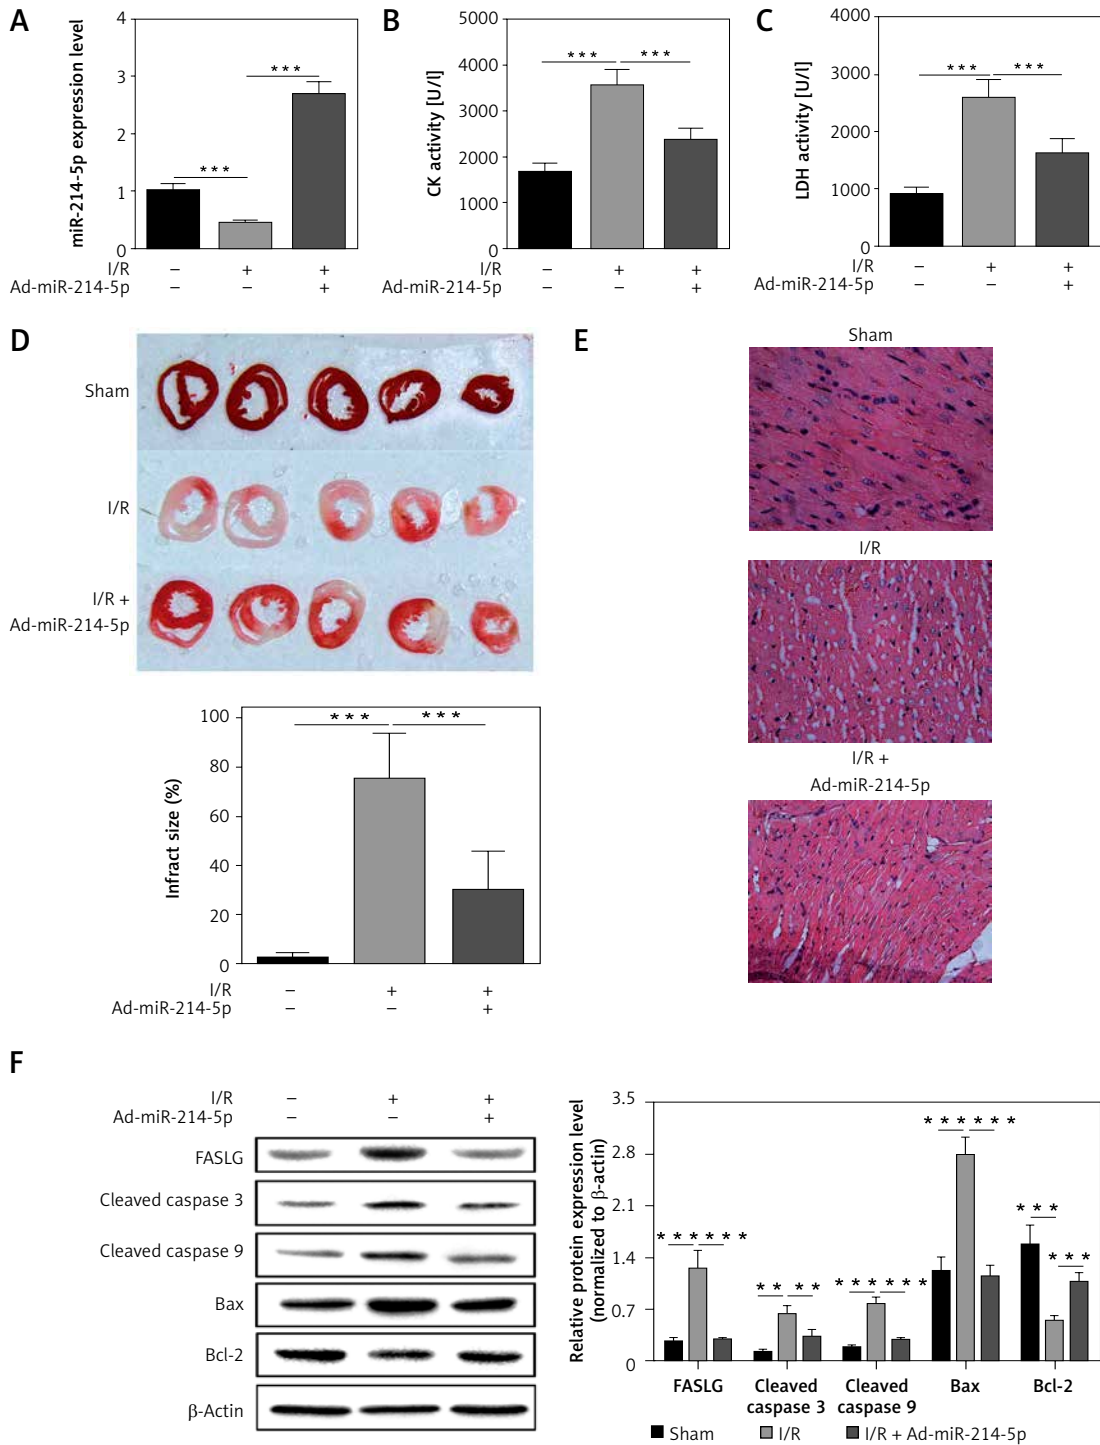 A
miR-214-5p expression level
4
3
2
1
0
***
***
I/R – + +
Ad-miR-214-5p – – +
B
CK activity [U/l]
5000
4000
3000
2000
1000
0
*** ***
I/R – + +
Ad-miR-214-5p – – +
C
LDH activity [U/l]
4000
3000
2000
1000
0
*** ***
I/R – + +
Ad-miR-214-5p – – +
D
Sham
I/R
I/R +
Ad-miR-214-5p
Infract size (%)
100
80
60
40
20
0
*** ***
I/R – + +
Ad-miR-214-5p – – +
E
Sham
I/R
I/R +
Ad-miR-214-5p
F
I/R – + +
Ad-miR-214-5p – – +
FASLG
Cleaved caspase 3
Cleaved caspase 9
Bax
Bcl-2
β-Actin
Relative protein expression level
(normalized to β-actin)
3.5
2.8
2.1
1.4
0.7
0
*** ***
** **
*** ***
*** ***
***
***
FASLG
Cleaved
caspase 3
Cleaved
caspase 9
Bax
Bcl-2
Sham I/R I/R + Ad-miR-214-5p